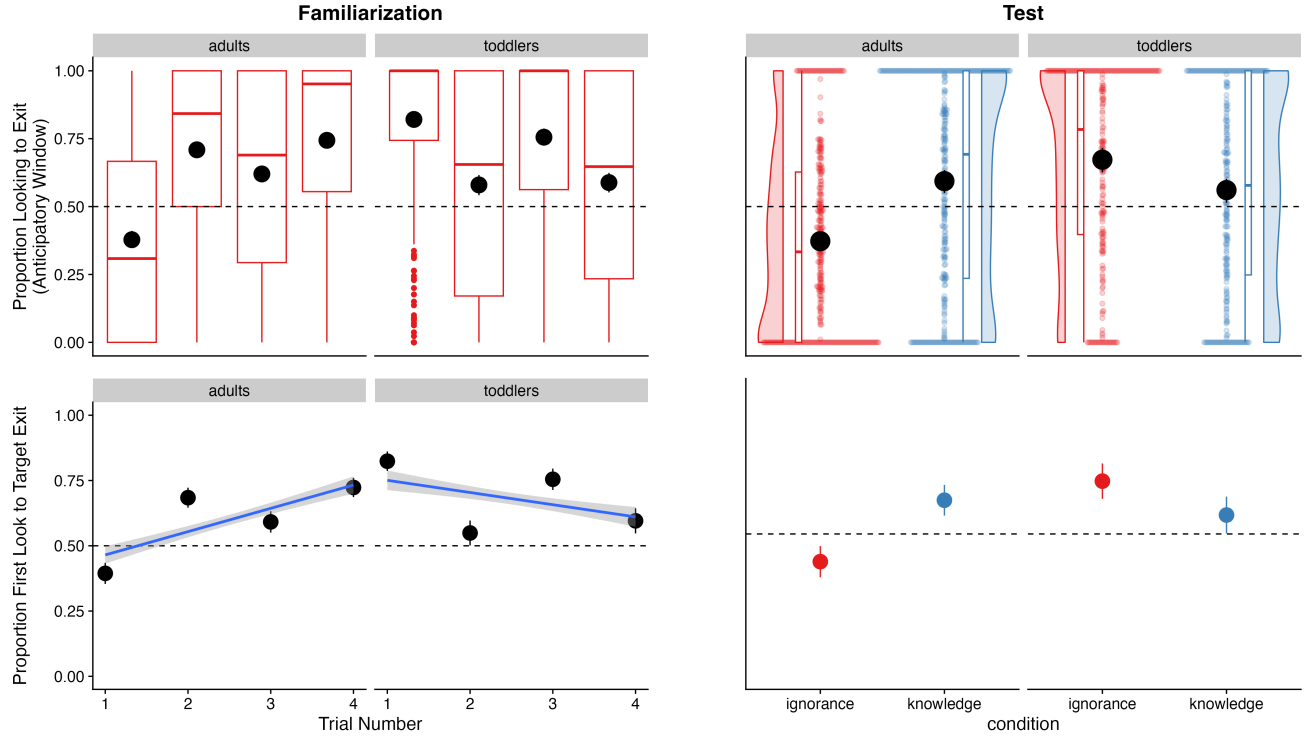 Familiarization
Test
adults
toddlers
adults
toddlers
Proportion Looking to Exit
(Anticipatory Window)
1.00
0.75
0.50
0.25
0.00
adults
toddlers
Proportion First Look to Target Exit
1.00
0.75
0.50
0.25
0.00
1
2
3
4
1
2
3
4
Trial Number
ignorance
knowledge
ignorance
knowledge
condition